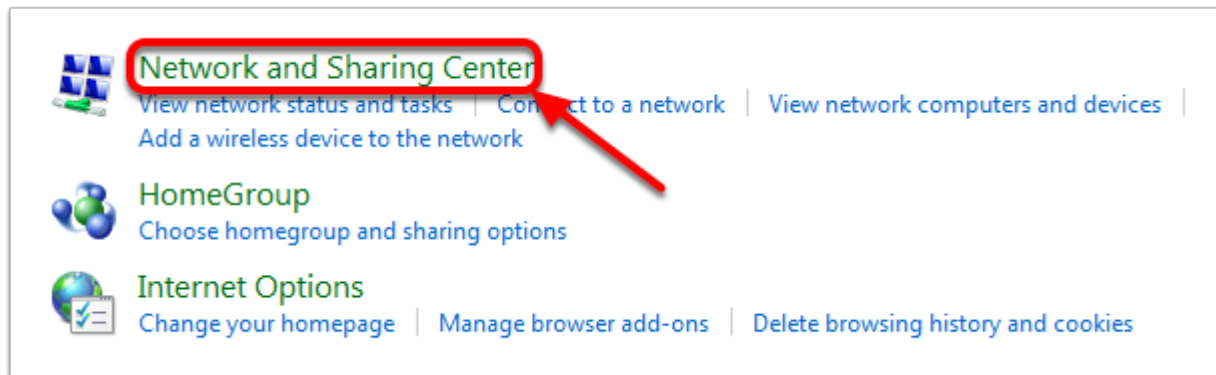 Network and Sharing Center
View network status and tasks Connect to a network View network computers and devices
Add a wireless device to the network
HomeGroup
Choose homegroup and sharing options
Internet Options
Change your homepage Manage browser add-ons Delete browsing history and cookies